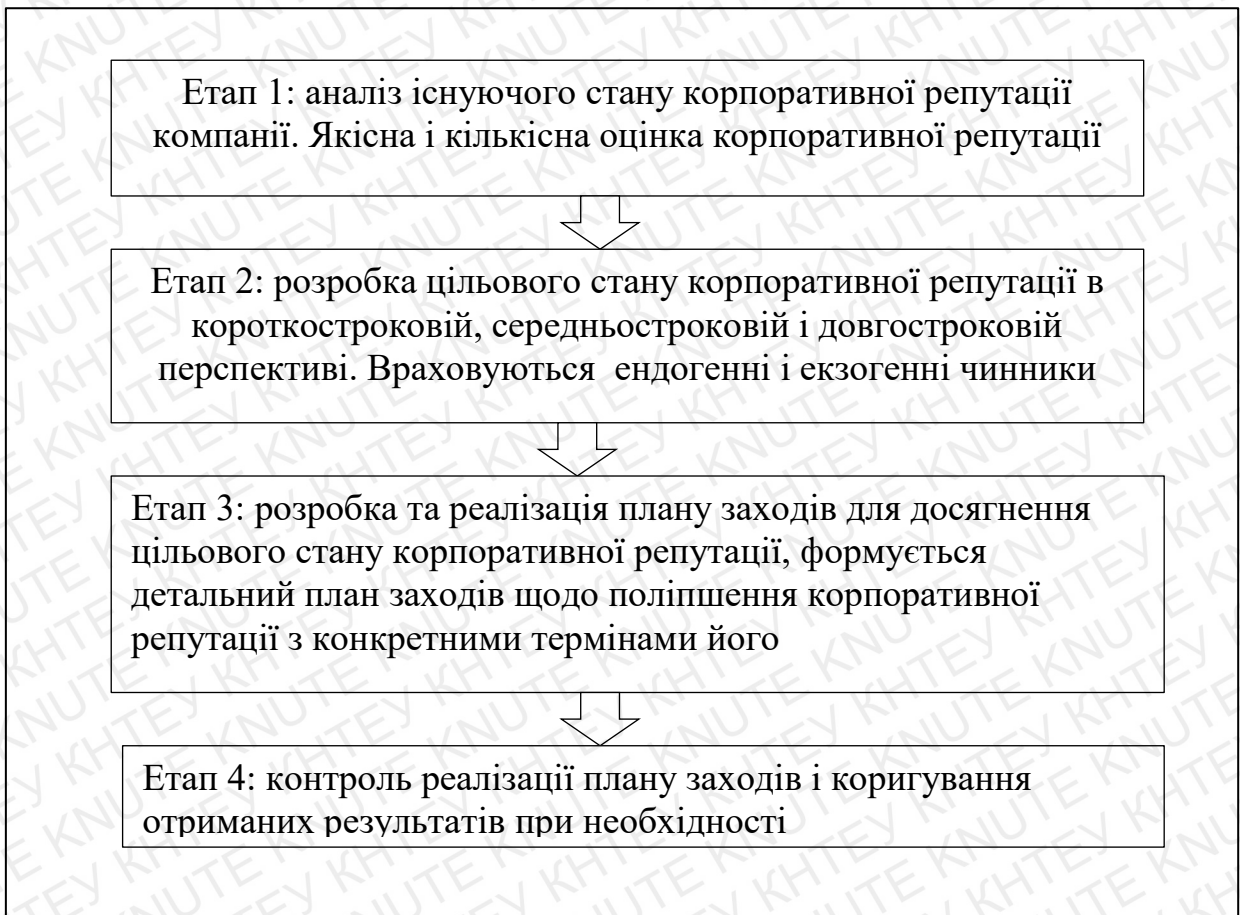 Етап 1: аналіз існуючого стану корпоративної репутації
компанії. Якісна і кількісна оцінка корпоративної репутації
Етап 2: розробка цільового стану корпоративної репутації в
короткостроковій, середньостроковій і довгостроковій
перспективі. Враховуються ендогенні і екзогенні чинники
Етап 3: розробка та реалізація плану заходів для досягнення
цільового стану корпоративної репутації, формується
детальний план заходів щодо поліпшення корпоративної
репутації з конкретними термінами його
Етап 4: контроль реалізації плану заходів і коригування
отриманих результатів при необхідності